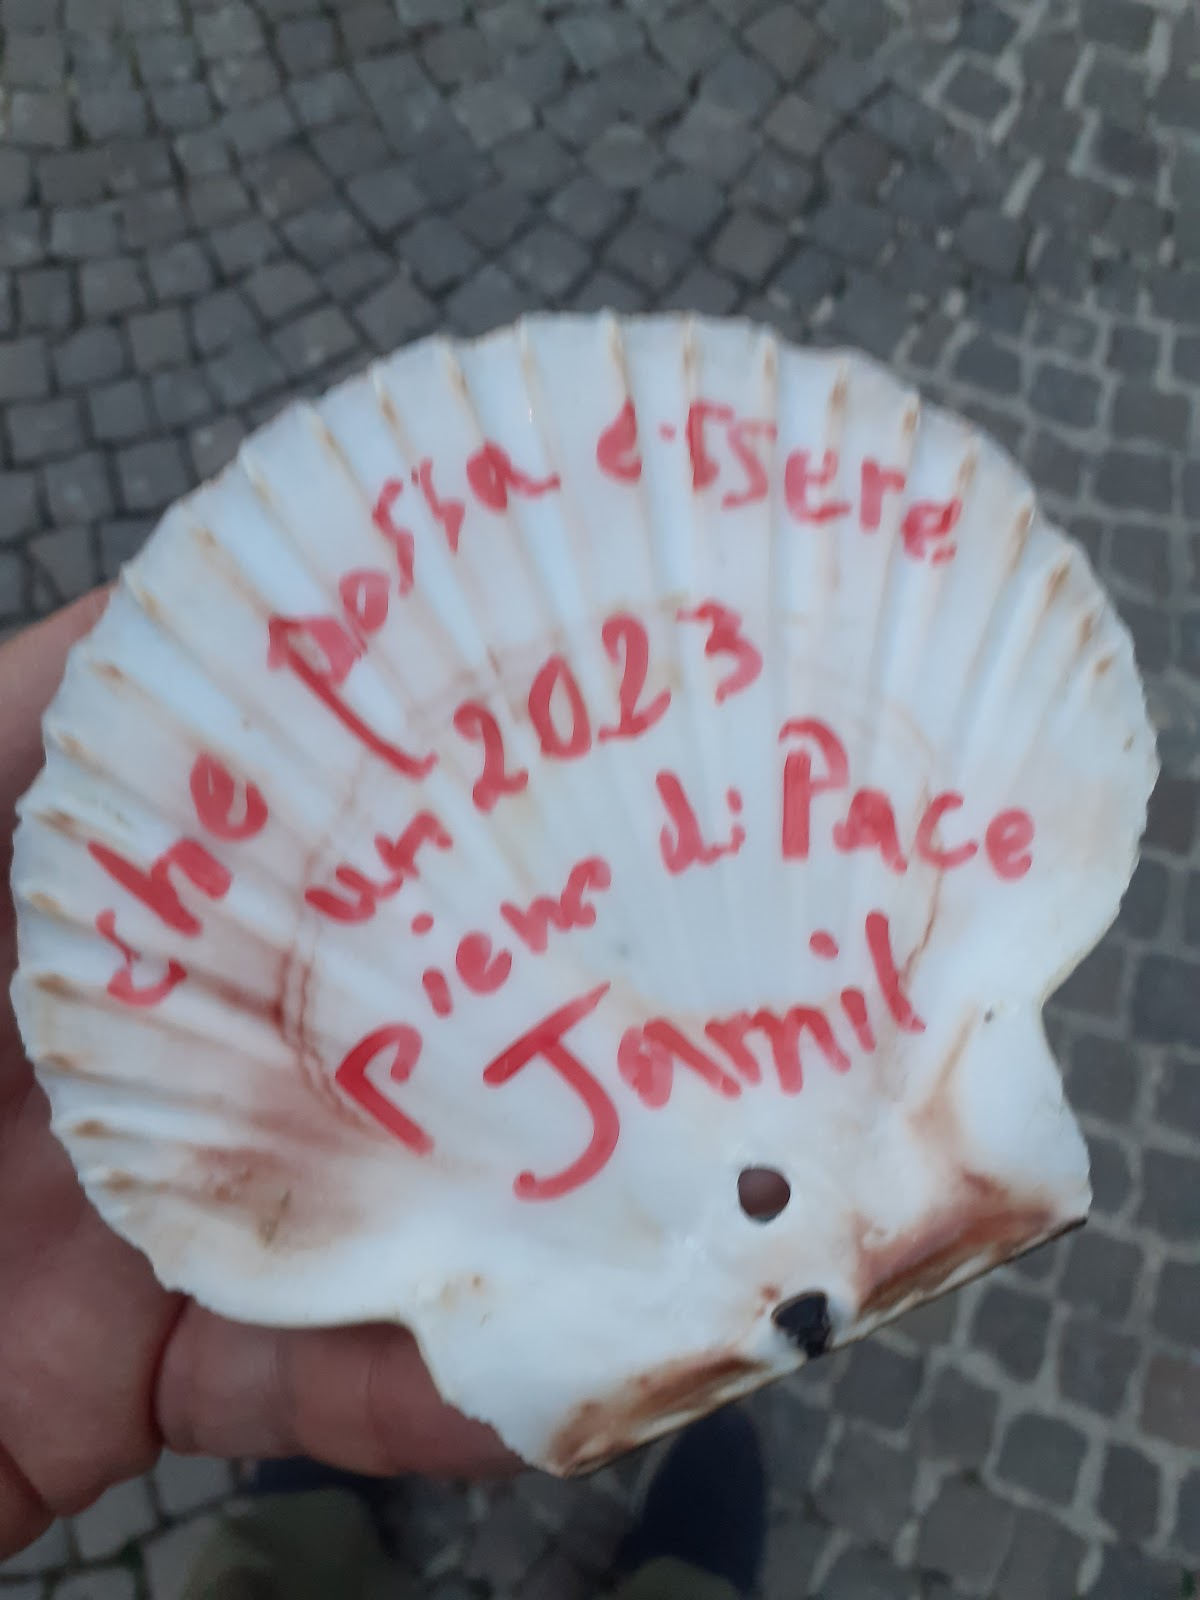 che possa essere
un 2023
pieno di Pace
Jamil